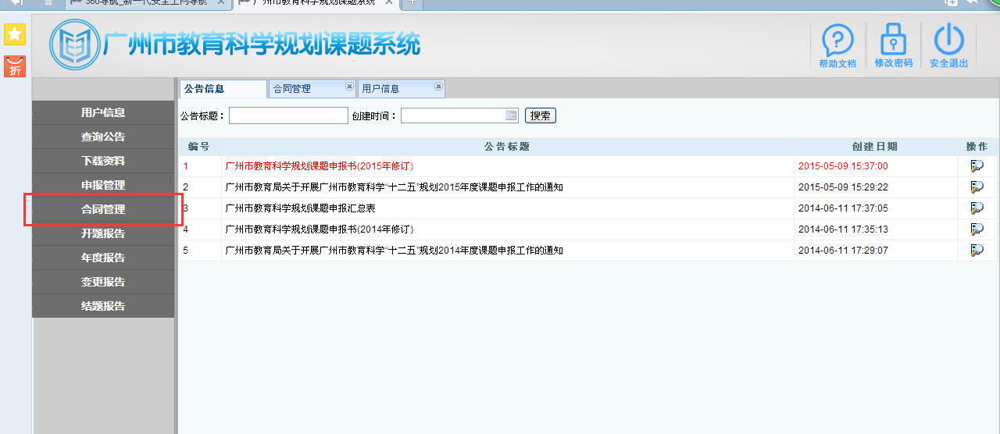 360导航_新一代安全上网导航
广州市教育科学规划课题系统
折
广州市教育科学规划课题系统
帮助文档
修改密码
安全退出
用户信息
查询公告
下载资料
申报管理
合同管理
开题报告
年度报告
变更报告
结题报告
公告信息
合同管理
用户信息
公告标题：
创建时间：
搜索
编号 公告标题 创建日期 操作
1 广州市教育科学规划课题申报书(2015年修订) 2015-05-09 15:37:00
2 广州市教育局关于开展广州市教育科学“十二五”规划2015年度课题申报工作的通知 2015-05-09 15:29:22
3 广州市教育科学规划课题申报汇总表 2014-06-11 17:37:05
4 广州市教育科学规划课题申报书(2014年修订) 2014-06-11 17:35:13
5 广州市教育局关于开展广州市教育科学“十二五”规划2014年度课题申报工作的通知 2014-06-11 17:29:07